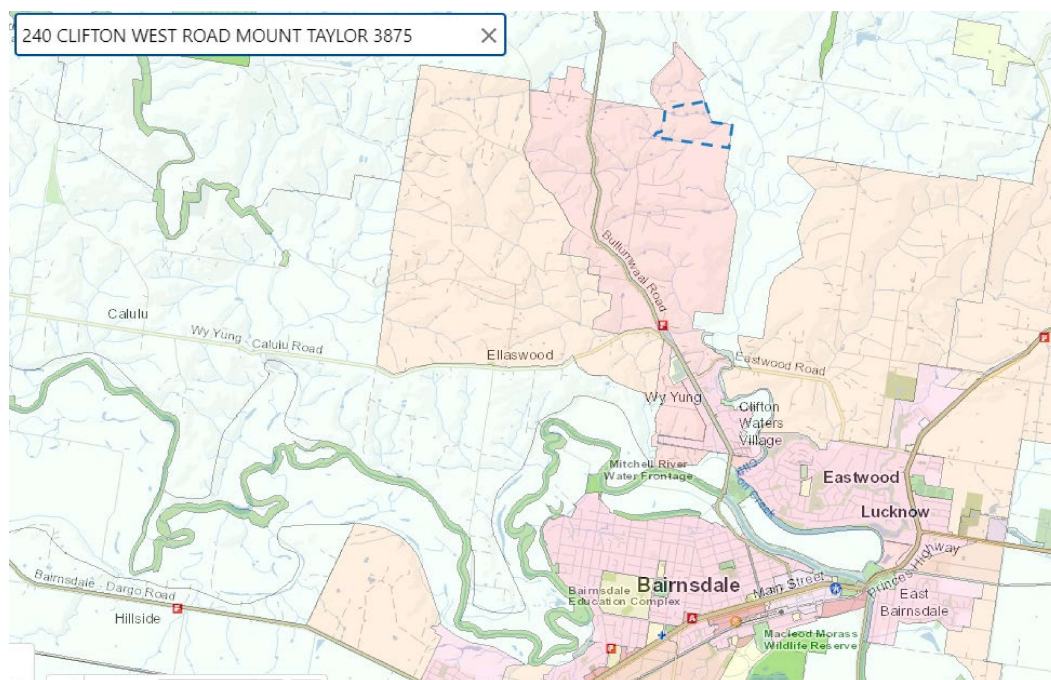 240 CLIFTON WEST ROAD MOUNT TAYLOR 3875
Bullumwaal Road
Calulu
Wy Yung - Calulu Road
Ellaswood
Eastwood Road
Wy Yung
Clifton
Waters
Village
Mitchell River
Water Frontage
Clifton Creek
Eastwood
Lucknow
Princes Highway
Bairnsdale - Dargo Road
Hillside
Bairnsdale
Education Complex
Bairnsdale
Main Street
East
Bairnsdale
Macleod Morass
Wildlife Reserve
F
F
F
F
A